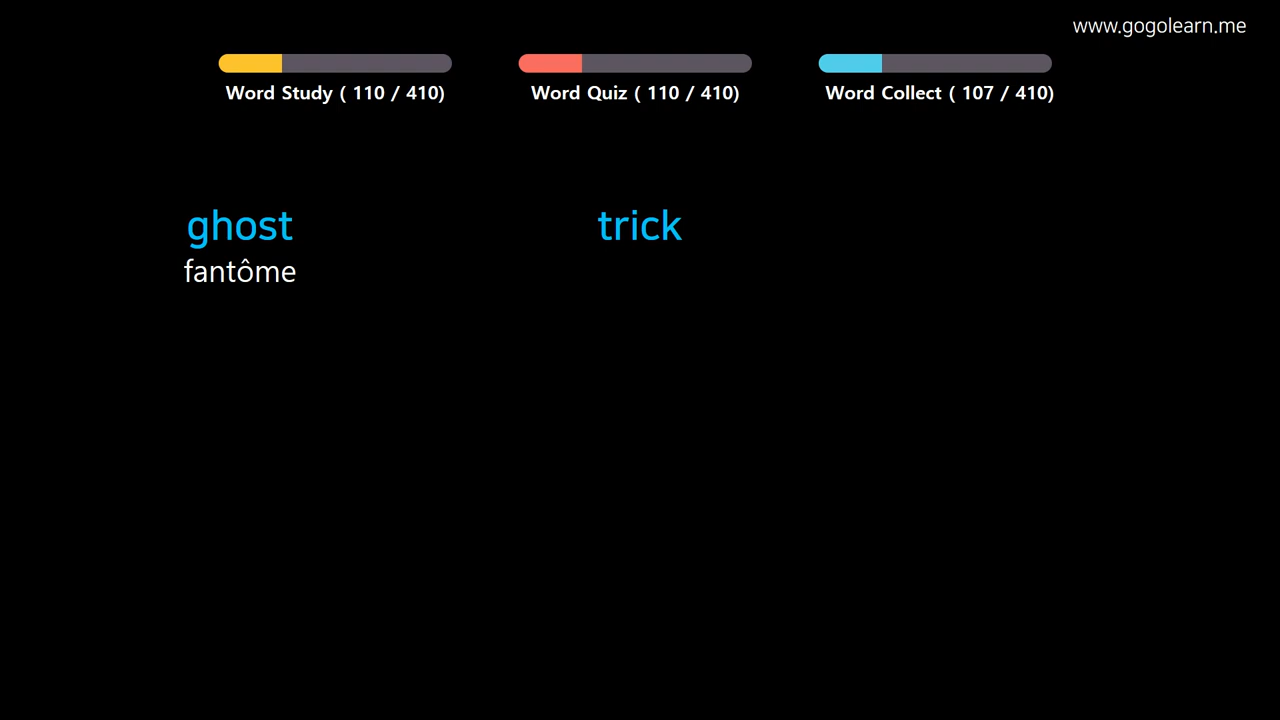 www.gogolearn.me
Word Study ( 110 / 410)
Word Quiz ( 110 / 410)
Word Collect ( 107 / 410)
ghost
fantôme
trick